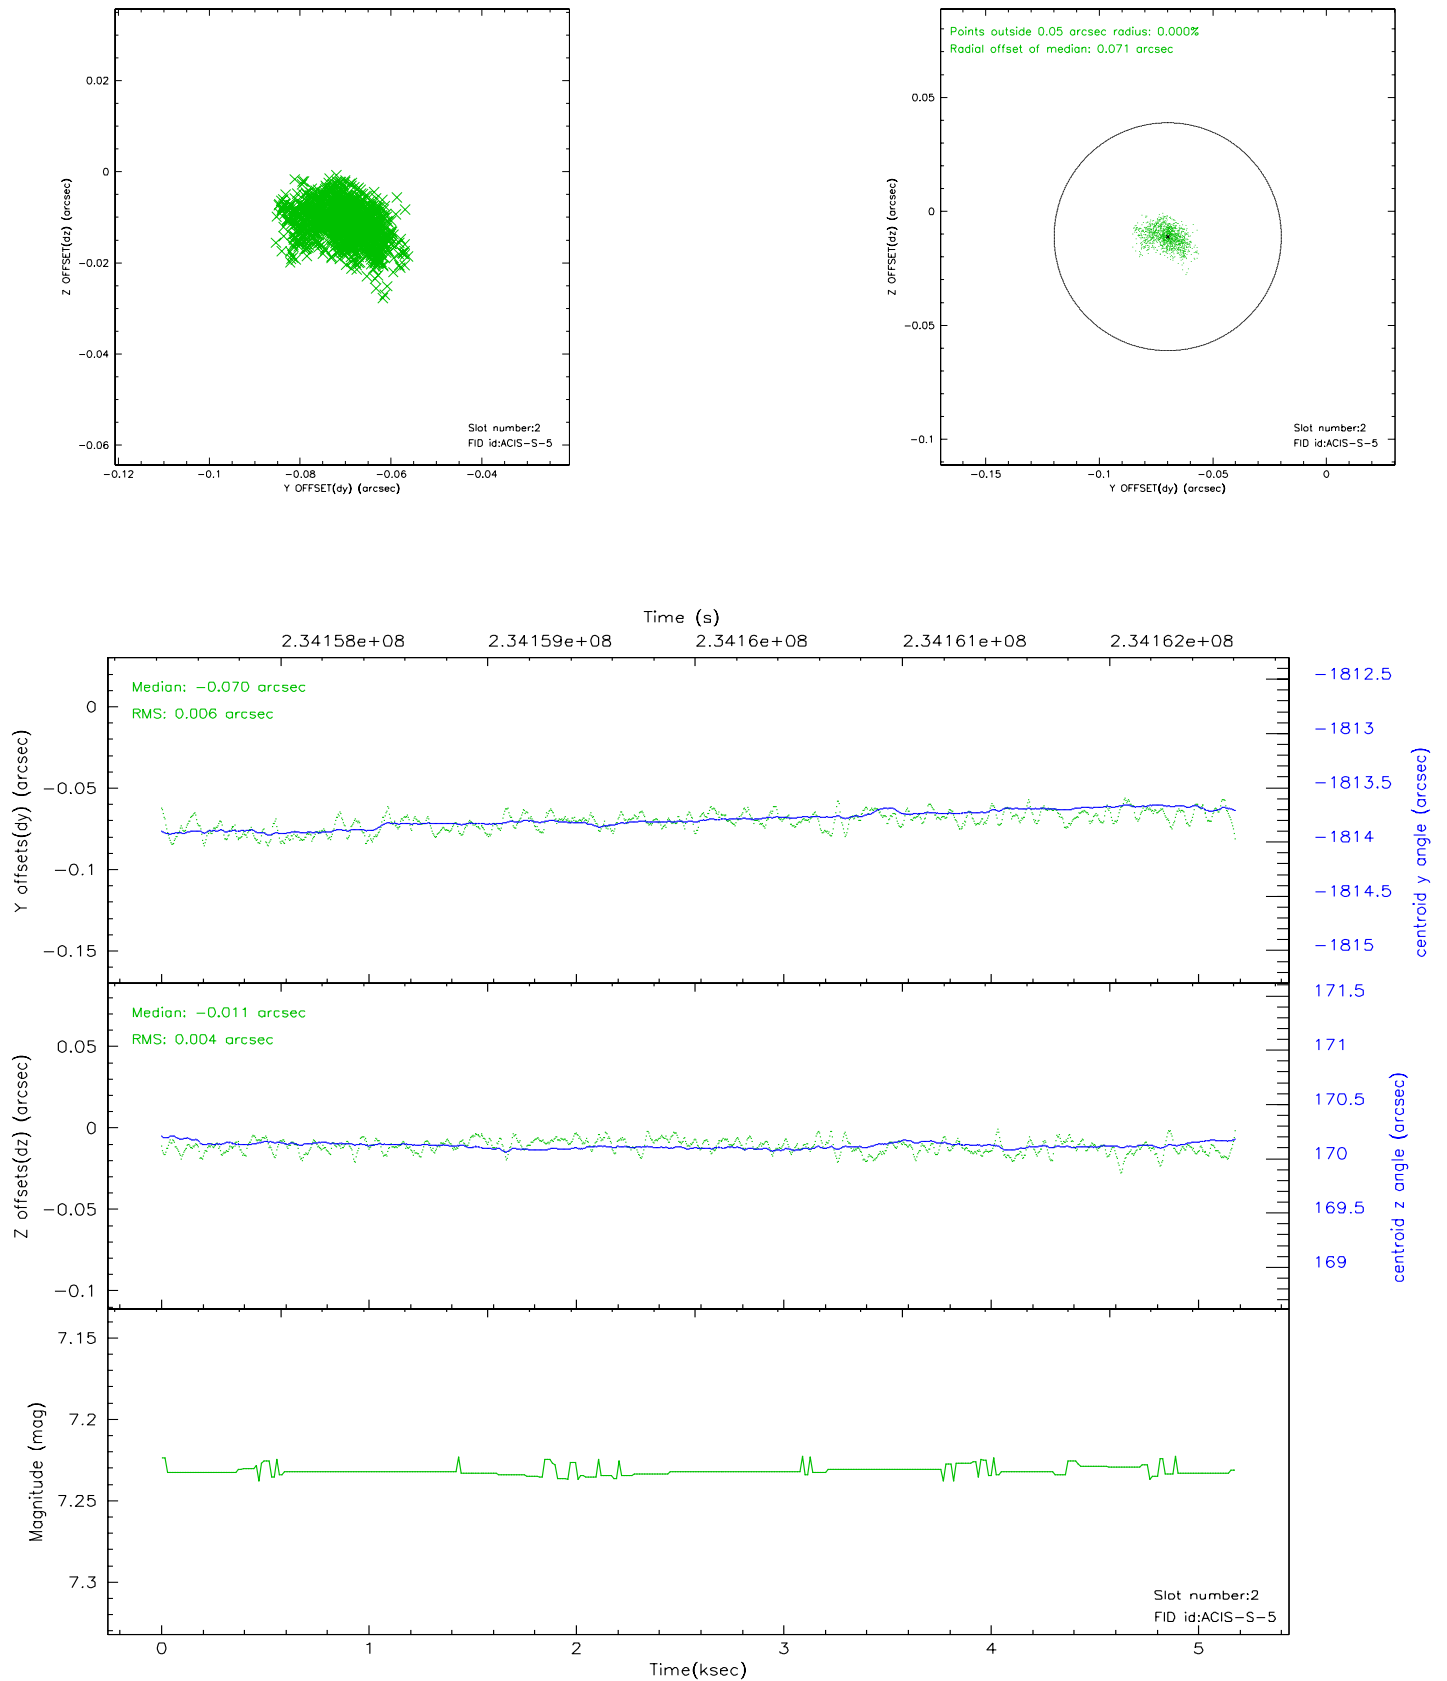 0.02
0
-0.02
-0.04
-0.06
Z OFFSET(dz) (arcsec)
Slot number:2
FID id:ACIS-S-5
-0.12 -0.1 -0.08 -0.06 -0.04
Y OFFSET(dy) (arcsec)
Points outside 0.05 arcsec radius: 0.000%
Radial offset of median: 0.071 arcsec
0.05
0
-0.05
-0.1
Z OFFSET(dz) (arcsec)
Slot number:2
FID id:ACIS-S-5
-0.15 -0.1 -0.05 0
Y OFFSET(dy) (arcsec)
Time (s)
2.34158e+08 2.34159e+08 2.3416e+08 2.34161e+08 2.34162e+08
Median: -0.070 arcsec
RMS: 0.006 arcsec
0
-0.05
-0.1
-0.15
Y offsets(dy) (arcsec)
-1812.5
-1813
-1813.5
-1814
-1814.5
-1815
centroid y angle (arcsec)
Median: -0.011 arcsec
RMS: 0.004 arcsec
0.05
0
-0.05
-0.1
Z offsets(dz) (arcsec)
171.5
171
170.5
170
169.5
169
centroid z angle (arcsec)
7.15
7.2
7.25
7.3
Magnitude (mag)
Slot number:2
FID id:ACIS-S-5
0 1 2 3 4 5
Time(ksec)